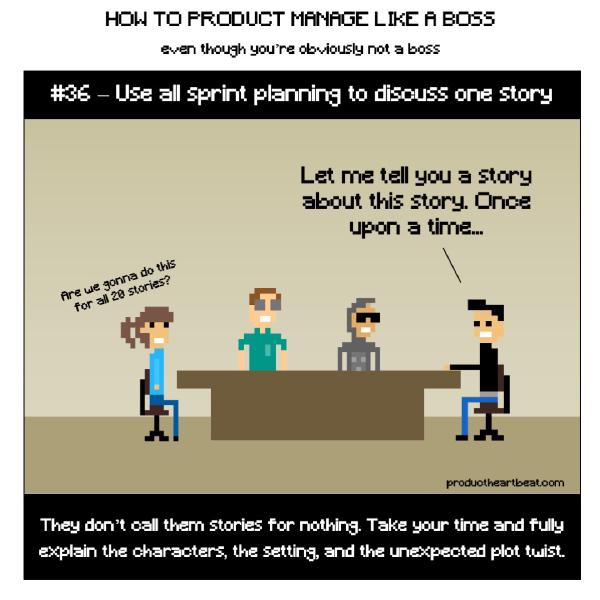 HOW TO PRODUCT MANAGE LIKE A BOSS
even though you're obviously not a boss
#36 – Use all sprint planning to discuss one story
Let me tell you a story
about this story. Once
upon a time...
Are we gonna do this
for all 20 stories?
productheartbeat.com
They don't call them stories for nothing. Take your time and fully
explain the characters, the setting, and the unexpected plot twist.